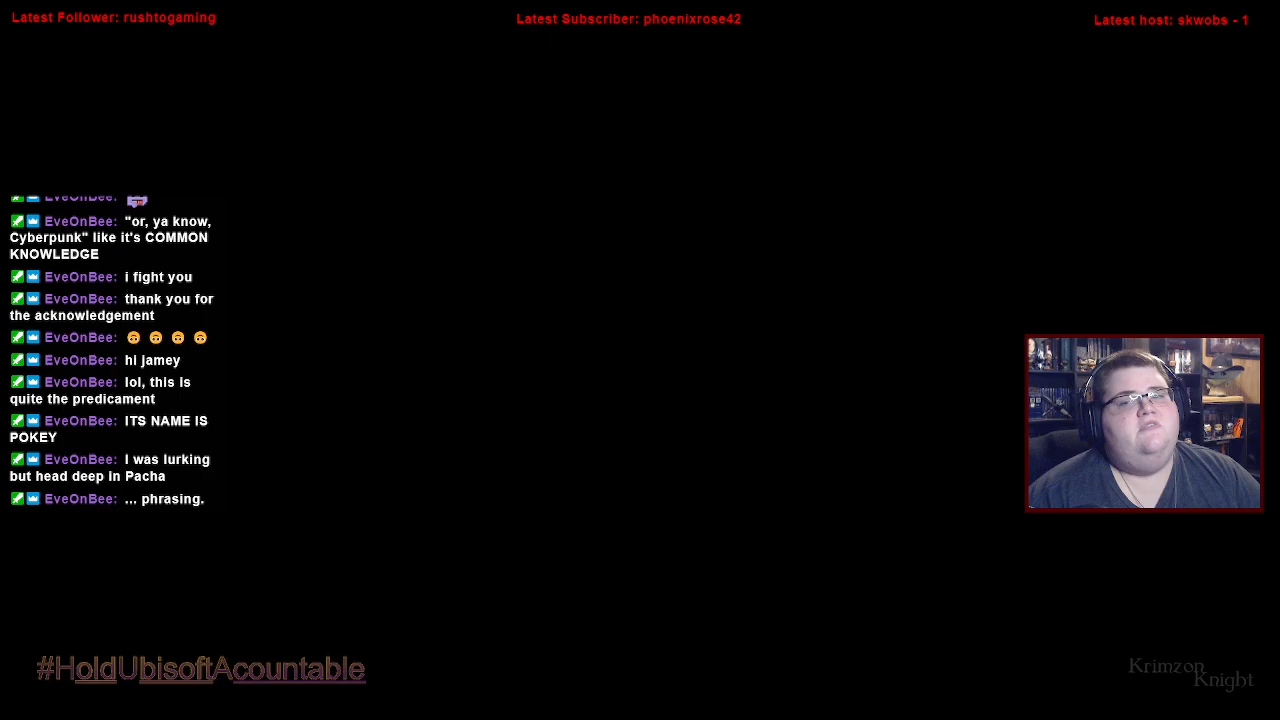 Latest Follower: rushtogaming
Latest Subscriber: phoenixrose42
Latest host: skwobs - 1
EveOnBee:
EveOnBee: "or, ya know,
Cyberpunk" like it's COMMON
KNOWLEDGE
EveOnBee: i fight you
EveOnBee: thank you for
the acknowledgement
EveOnBee: 🙃 🙃 🙃 🙃
EveOnBee: hi jamey
EveOnBee: lol, this is
quite the predicament
EveOnBee: ITS NAME IS
POKEY
EveOnBee: I was lurking
but head deep in Pacha
EveOnBee: ... phrasing.
#HoldUbisoftAcountable
Krimzon
Knight